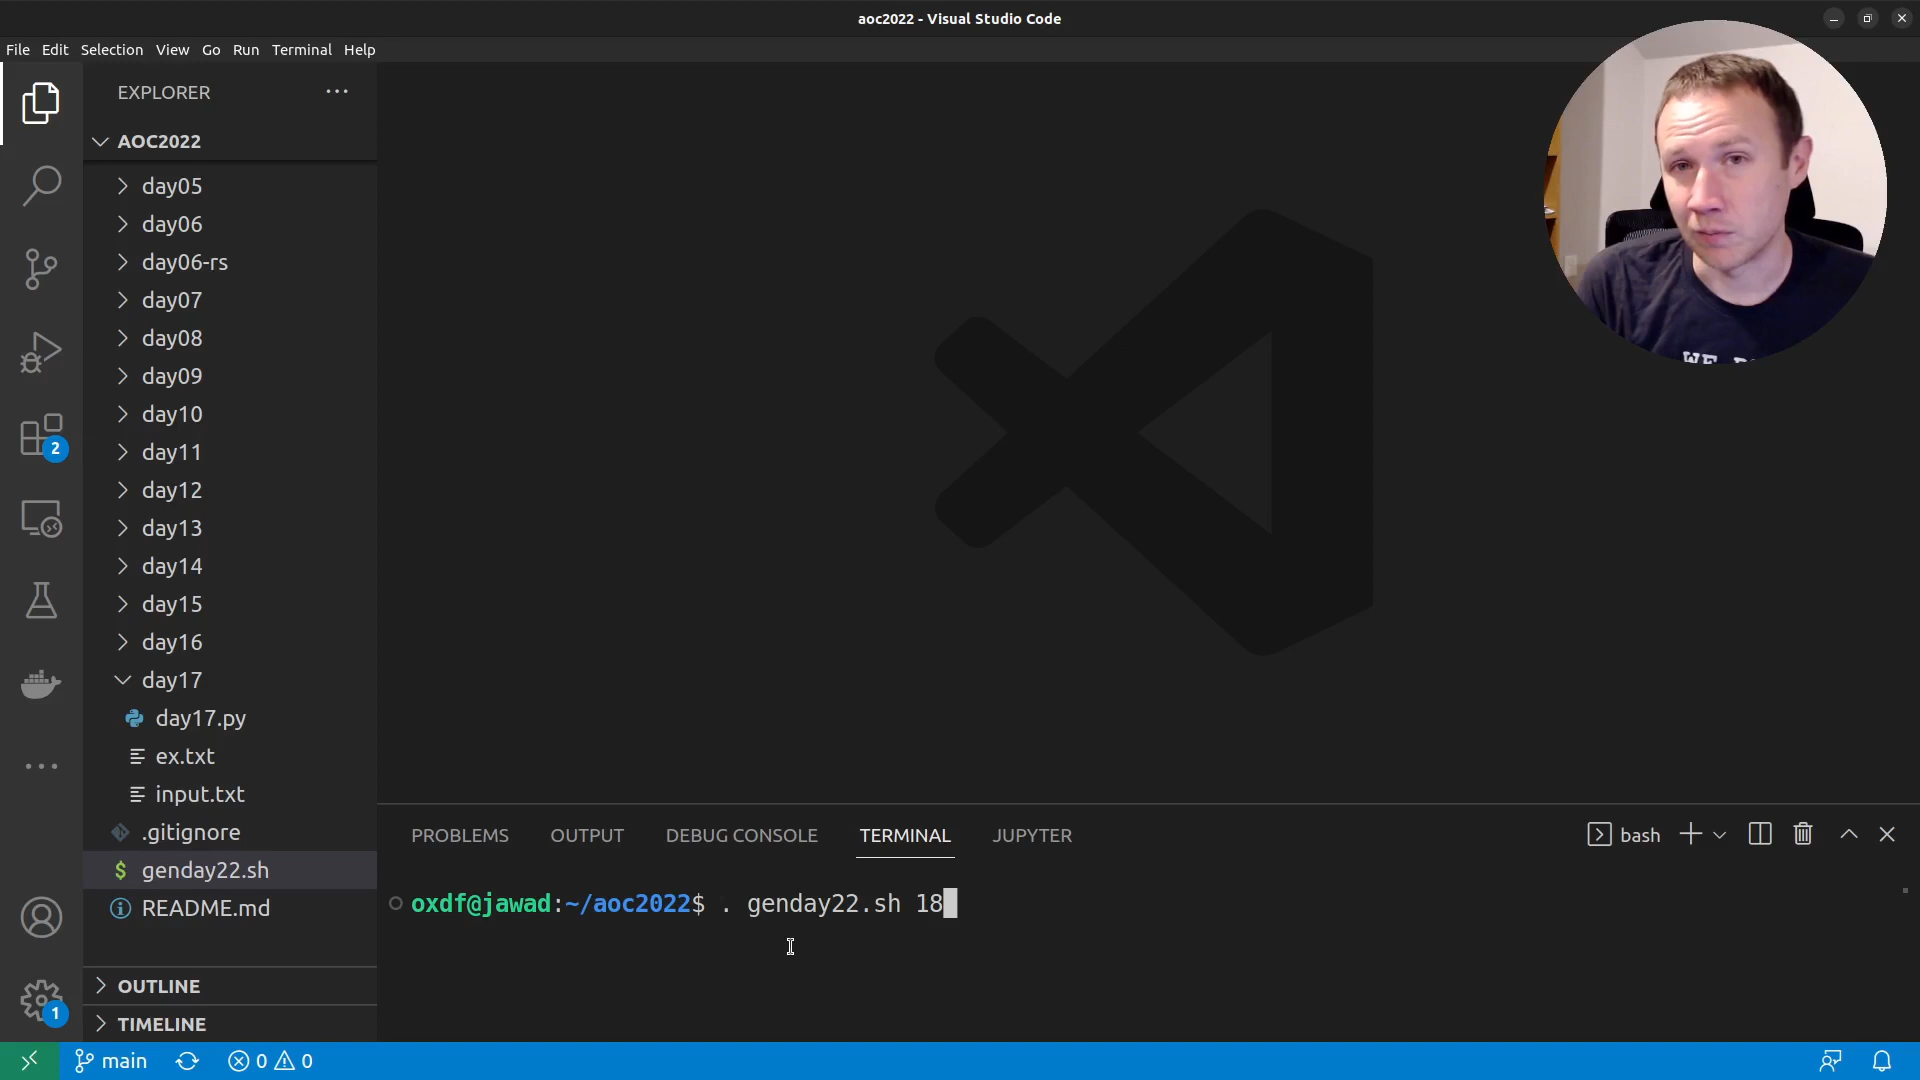 aoc2022 - Visual Studio Code
File Edit Selection View Go Run Terminal Help
EXPLORER
AOC2022
day05
day06
day06-rs
day07
day08
day09
day10
day11
day12
day13
day14
day15
day16
day17
day17.py
ex.txt
input.txt
.gitignore
$ genday22.sh
README.md
OUTLINE
TIMELINE
2
1
PROBLEMS OUTPUT DEBUG CONSOLE TERMINAL JUPYTER
bash
oxdf@jawad:~/aoc2022$ . genday22.sh 18
main 0 0
WE